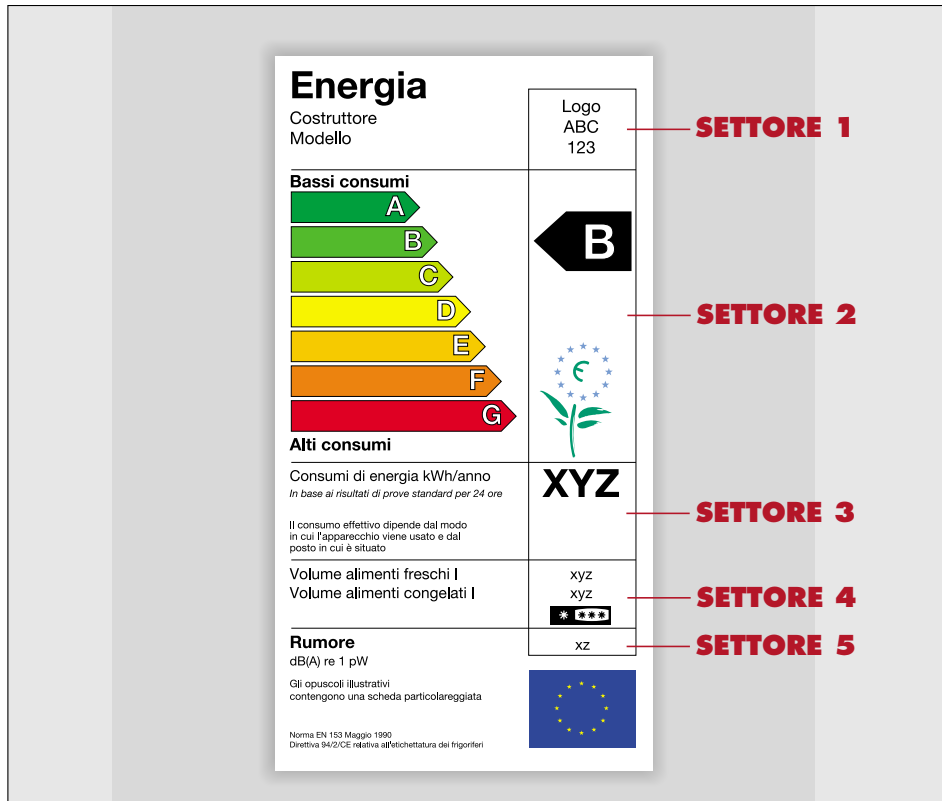 Energia
Costruttore
Modello
Logo
ABC
123
SETTORE 1
Bassi consumi
A
B
C
D
E
F
G
Alti consumi
B
SETTORE 2
Consumi di energia kWh/anno
In base ai risultati di prove standard per 24 ore
Il consumo effettivo dipende dal modo
in cui l'apparecchio viene usato e dal
posto in cui è situato
XYZ
SETTORE 3
Volume alimenti freschi l
Volume alimenti congelati l
xyz
xyz
SETTORE 4
Rumore
dB(A) re 1 pW
xz
SETTORE 5
Gli opuscoli illustrativi
contengono una scheda particolareggiata
Norma EN 153 Maggio 1990
Direttiva 94/2/CE relativa all'etichettatura dei frigoriferi